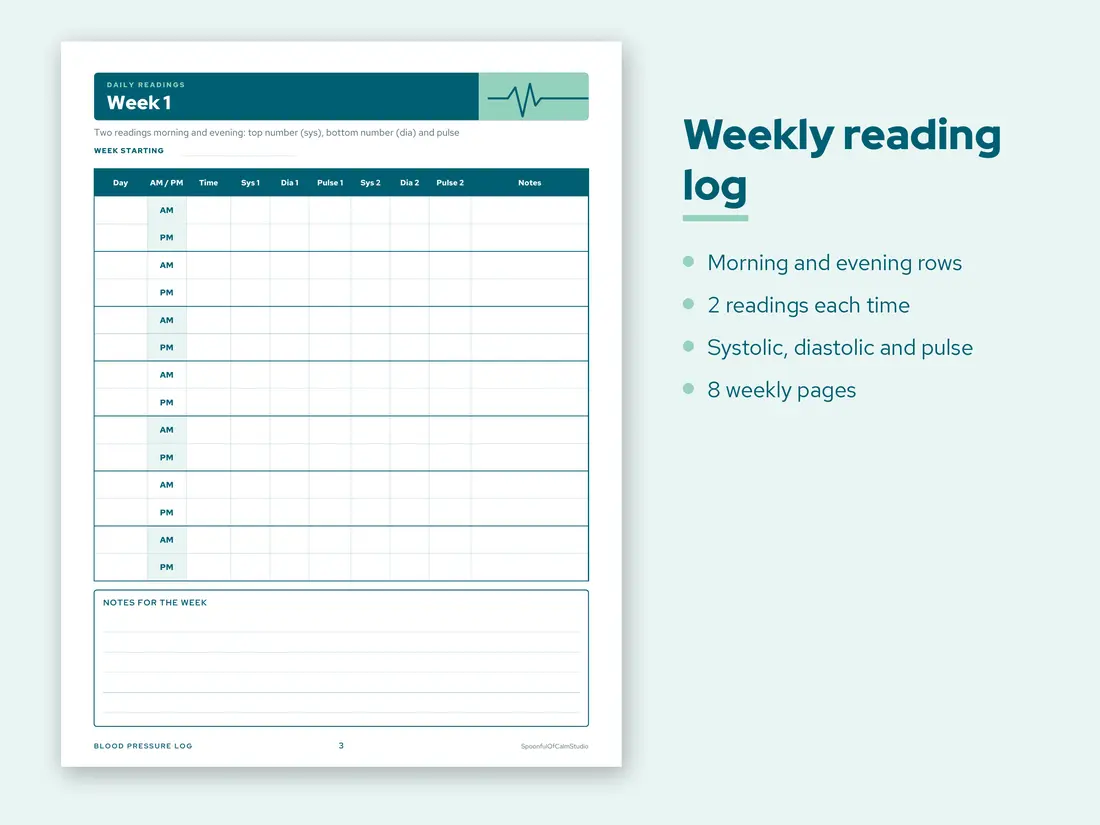 DAILY READINGS
Week 1
Two readings morning and evening: top number (sys), bottom number (dia) and pulse
WEEK STARTING
Day AM / PM Time Sys 1 Dia 1 Pulse 1 Sys 2 Dia 2 Pulse 2 Notes
AM
PM
AM
PM
AM
PM
AM
PM
AM
PM
AM
PM
AM
PM
NOTES FOR THE WEEK
BLOOD PRESSURE LOG 3 SpoonfulOfCalmStudio
Weekly reading
log
Morning and evening rows
2 readings each time
Systolic, diastolic and pulse
8 weekly pages